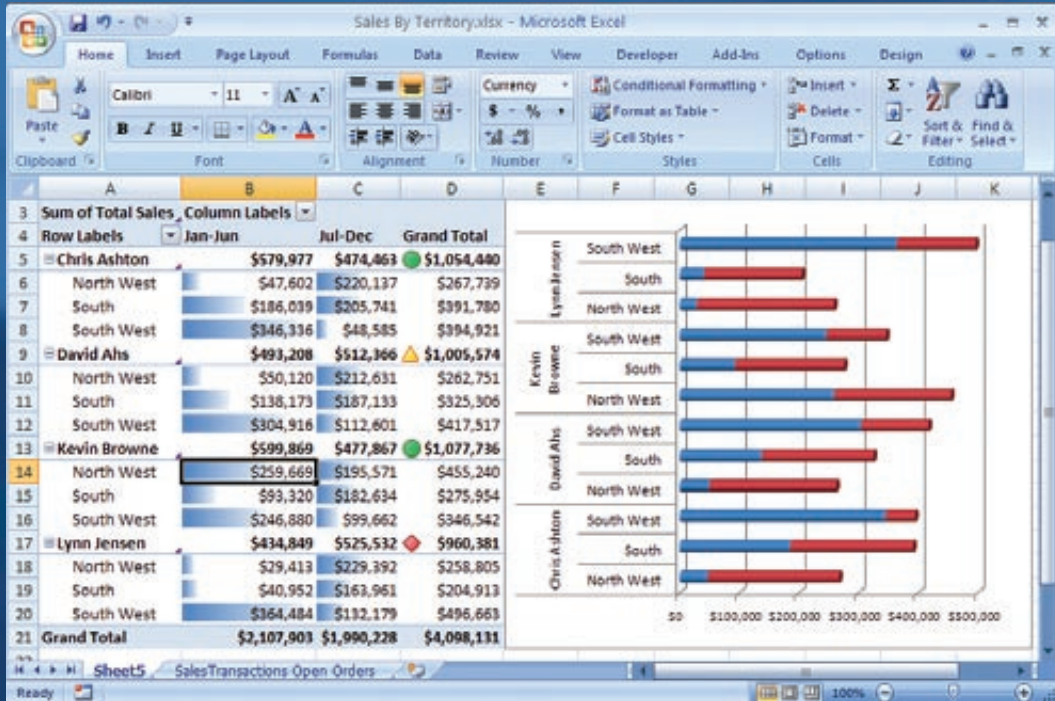 Sales By Territory.xlsx - Microsoft Excel
Home Insert Page Layout Formulas Data Review View Developer Add-Ins Options Design
Paste
Clipboard
Calibri 11 A A
B I U A
Font
Alignment
Currency
$ % ,
Number
Conditional Formatting
Format as Table
Cell Styles
Styles
Insert
Delete
Format
Cells
Σ
Sort & Filter
Find & Select
Editing
A B C D E F G H I J K
3 Sum of Total Sales Column Labels
4 Row Labels Jan-Jun Jul-Dec Grand Total
5 Chris Ashton $579,977 $474,463 $1,054,440
6 North West $47,602 $220,137 $267,739
7 South $186,039 $205,741 $391,780
8 South West $346,336 $48,585 $394,921
9 David Ahs $493,208 $512,366 $1,005,574
10 North West $50,120 $212,631 $262,751
11 South $138,173 $187,133 $325,306
12 South West $304,916 $112,601 $417,517
13 Kevin Browne $599,869 $477,867 $1,077,736
14 North West $259,669 $195,571 $455,240
15 South $93,320 $182,634 $275,954
16 South West $246,880 $99,662 $346,542
17 Lynn Jensen $434,849 $525,532 $960,381
18 North West $29,413 $229,392 $258,805
19 South $40,952 $163,961 $204,913
20 South West $364,484 $132,179 $496,663
21 Grand Total $2,107,903 $1,990,228 $4,098,131
Lynn Jensen
South West
South
North West
Kevin Browne
South West
South
North West
David Ahs
South West
South
North West
Chris Ashton
South West
South
North West
$0 $100,000 $200,000 $300,000 $400,000 $500,000
Sheet5 SalesTransactions Open Orders
Ready 100%